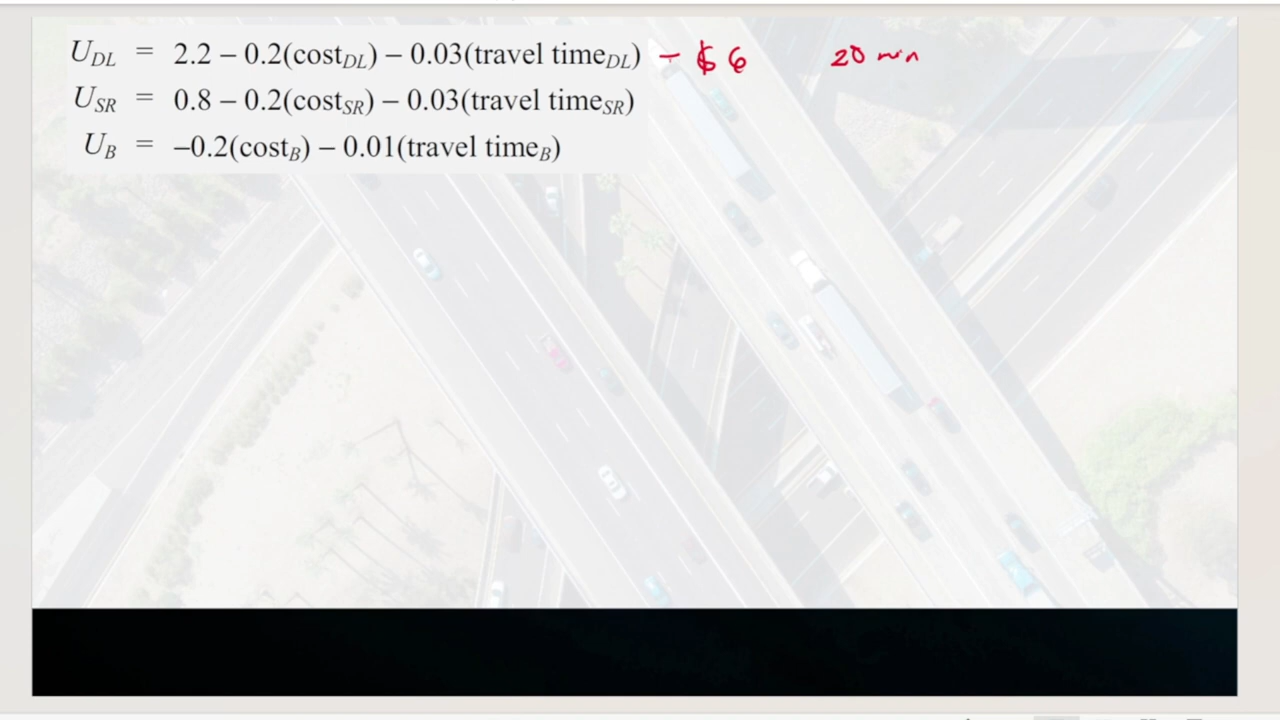 U_DL = 2.2 – 0.2(cost_DL) – 0.03(travel time_DL) – $6 20 min
U_SR = 0.8 – 0.2(cost_SR) – 0.03(travel time_SR)
U_B = –0.2(cost_B) – 0.01(travel time_B)